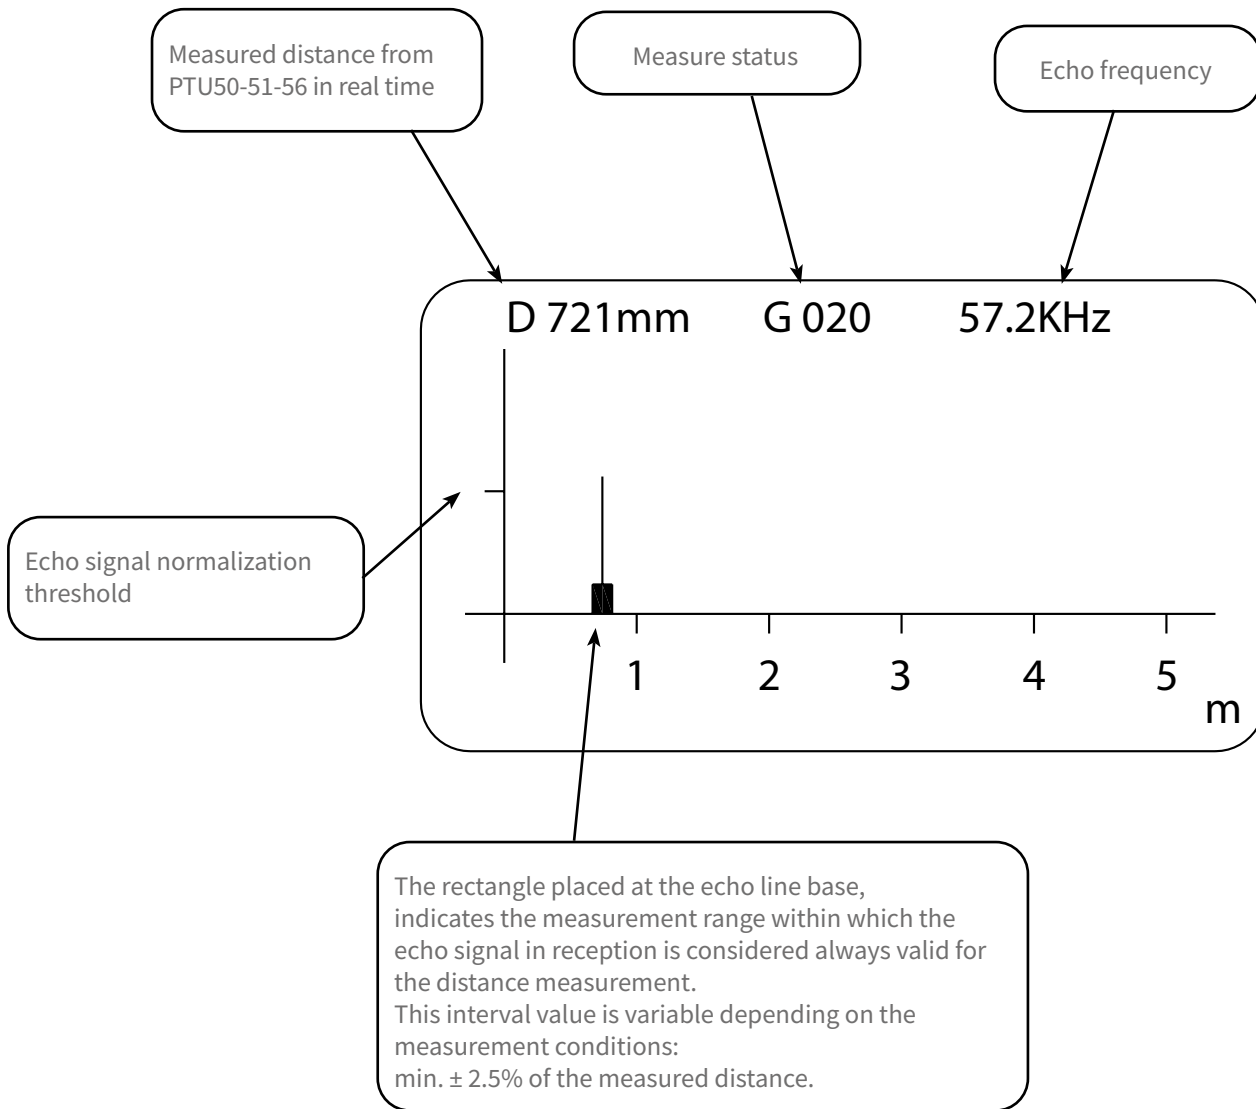 Measured distance from
PTU50-51-56 in real time
Measure status
Echo frequency
D 721mm
G 020
57.2KHz
Echo signal normalization
threshold
1
2
3
4
5
m
The rectangle placed at the echo line base,
indicates the measurement range within which the
echo signal in reception is considered always valid for
the distance measurement.
This interval value is variable depending on the
measurement conditions:
min. ± 2.5% of the measured distance.